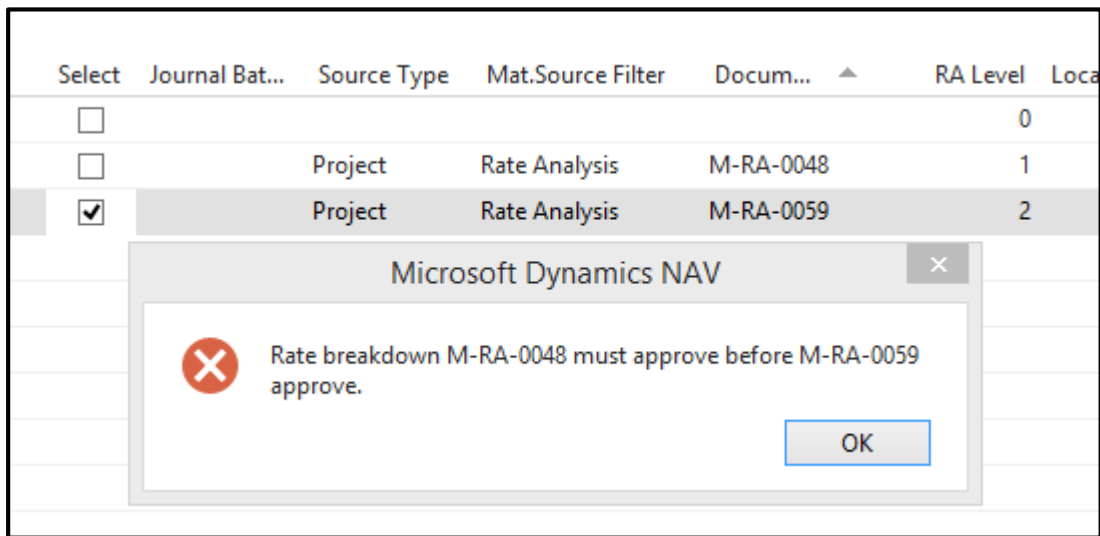 Select Journal Bat... Source Type Mat.Source Filter Docum... RA Level Loca
0
Project Rate Analysis M-RA-0048 1
Project Rate Analysis M-RA-0059 2
Microsoft Dynamics NAV
Rate breakdown M-RA-0048 must approve before M-RA-0059
approve.
OK